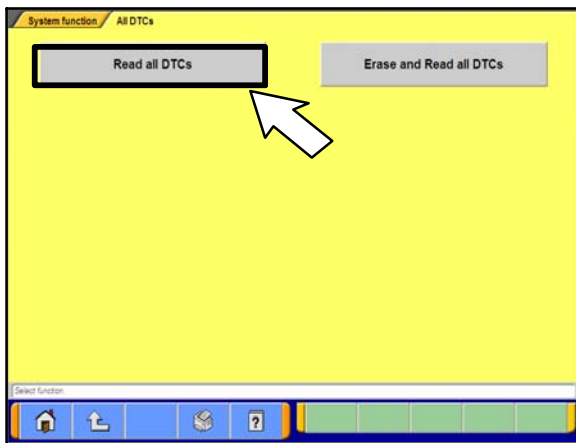 System function All DTCs
Read all DTCs Erase and Read all DTCs
Select function.
?